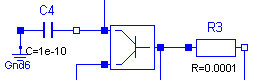 C4
R3
C=1e-10
Gnd6
R=0.0001